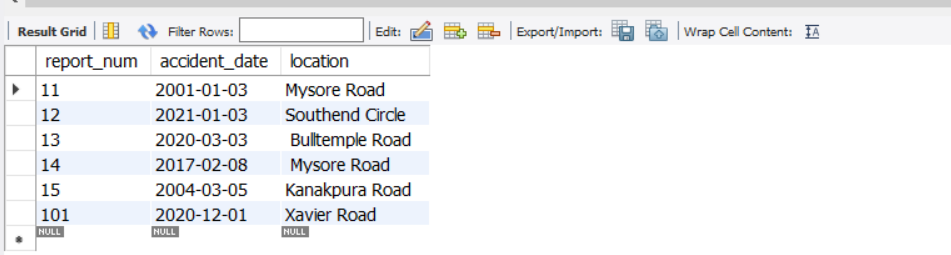 Result Grid Filter Rows: Edit: Export/Import: Wrap Cell Content: IA
report_num accident_date location
11 2001-01-03 Mysore Road
12 2021-01-03 Southend Circle
13 2020-03-03 Bulltemple Road
14 2017-02-08 Mysore Road
15 2004-03-05 Kanakpura Road
101 2020-12-01 Xavier Road
NULL NULL NULL